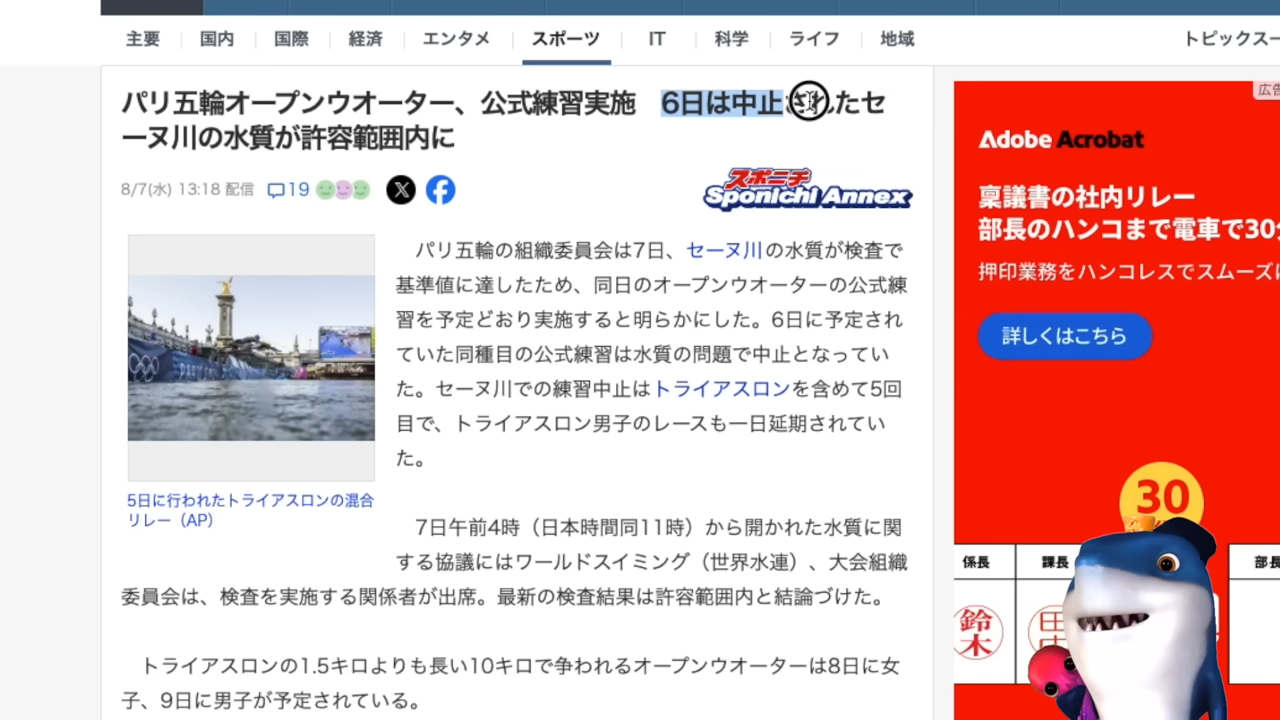 主要
国内
国際
経済
エンタメ
スポーツ
IT
科学
ライフ
地域
トピックス一
パリ五輪オープンウオーター、公式練習実施　6日は中止されたセ
ーヌ川の水質が許容範囲内に
8/7(水) 13:18 配信
19
スポニチ
Sponichi Annex
パリ五輪の組織委員会は7日、セーヌ川の水質が検査で
基準値に達したため、同日のオープンウオーターの公式練
習を予定どおり実施すると明らかにした。6日に予定され
ていた同種目の公式練習は水質の問題で中止となってい
た。セーヌ川での練習中止はトライアスロンを含めて5回
目で、トライアスロン男子のレースも一日延期されてい
た。
5日に行われたトライアスロンの混合
リレー（AP）
7日午前4時（日本時間同11時）から開かれた水質に関
する協議にはワールドスイミング（世界水連）、大会組織
委員会は、検査を実施する関係者が出席。最新の検査結果は許容範囲内と結論づけた。
トライアスロンの1.5キロよりも長い10キロで争われるオープンウオーターは8日に女
子、9日に男子が予定されている。
広告
Adobe Acrobat
稟議書の社内リレー
部長のハンコまで電車で30分
押印業務をハンコレスでスムーズに
詳しくはこちら
30
係長
課長
部長
鈴木